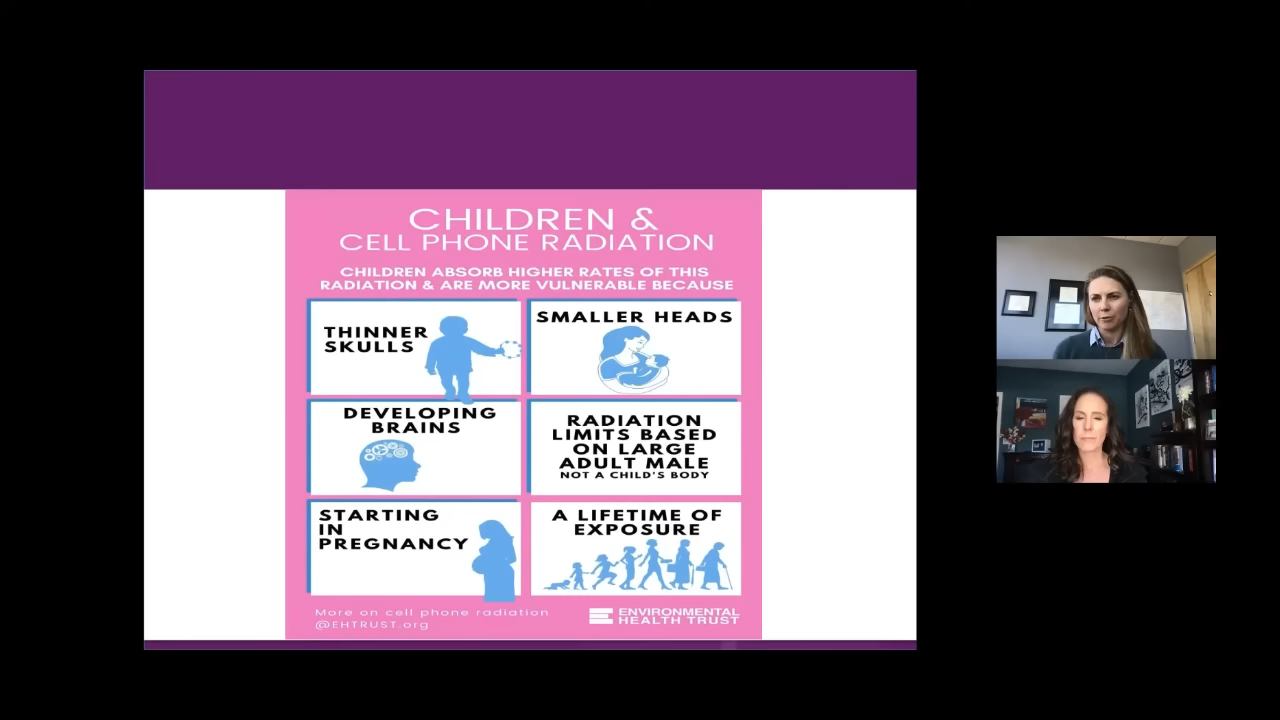 CHILDREN &
CELL PHONE RADIATION
CHILDREN ABSORB HIGHER RATES OF THIS
RADIATION & ARE MORE VULNERABLE BECAUSE
THINNER
SKULLS
SMALLER HEADS
DEVELOPING
BRAINS
RADIATION
LIMITS BASED
ON LARGE
ADULT MALE
NOT A CHILD'S BODY
STARTING
IN
PREGNANCY
A LIFETIME OF
EXPOSURE
More on cell phone radiation
@EHTRUST.org
ENVIRONMENTAL
HEALTH TRUST